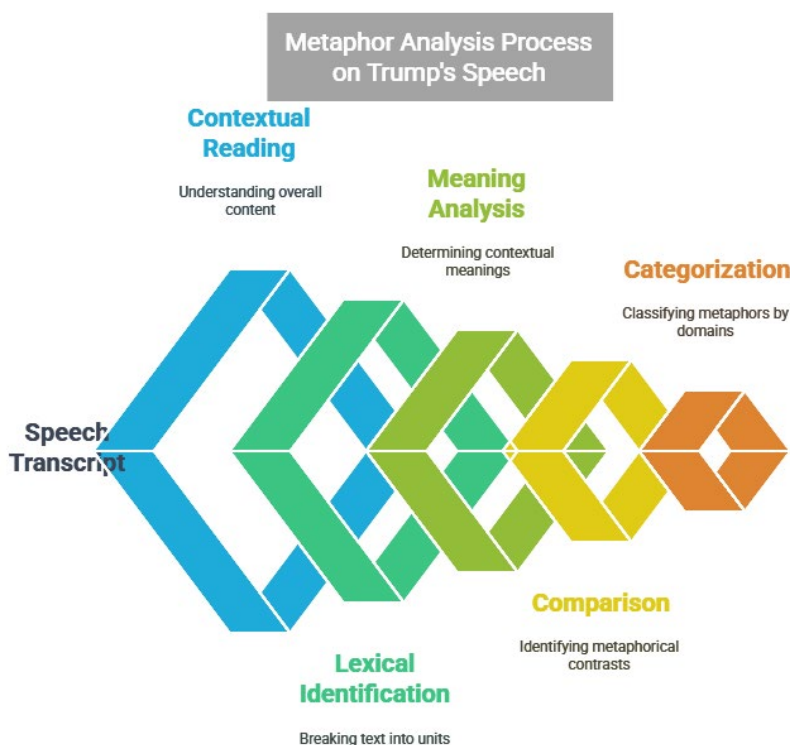 Metaphor Analysis Process
on Trump's Speech
Contextual
Reading
Understanding overall
content
Meaning
Analysis
Determining contextual
meanings
Categorization
Classifying metaphors by
domains
Speech
Transcript
Comparison
Identifying metaphorical
contrasts
Lexical
Identification
Breaking text into units